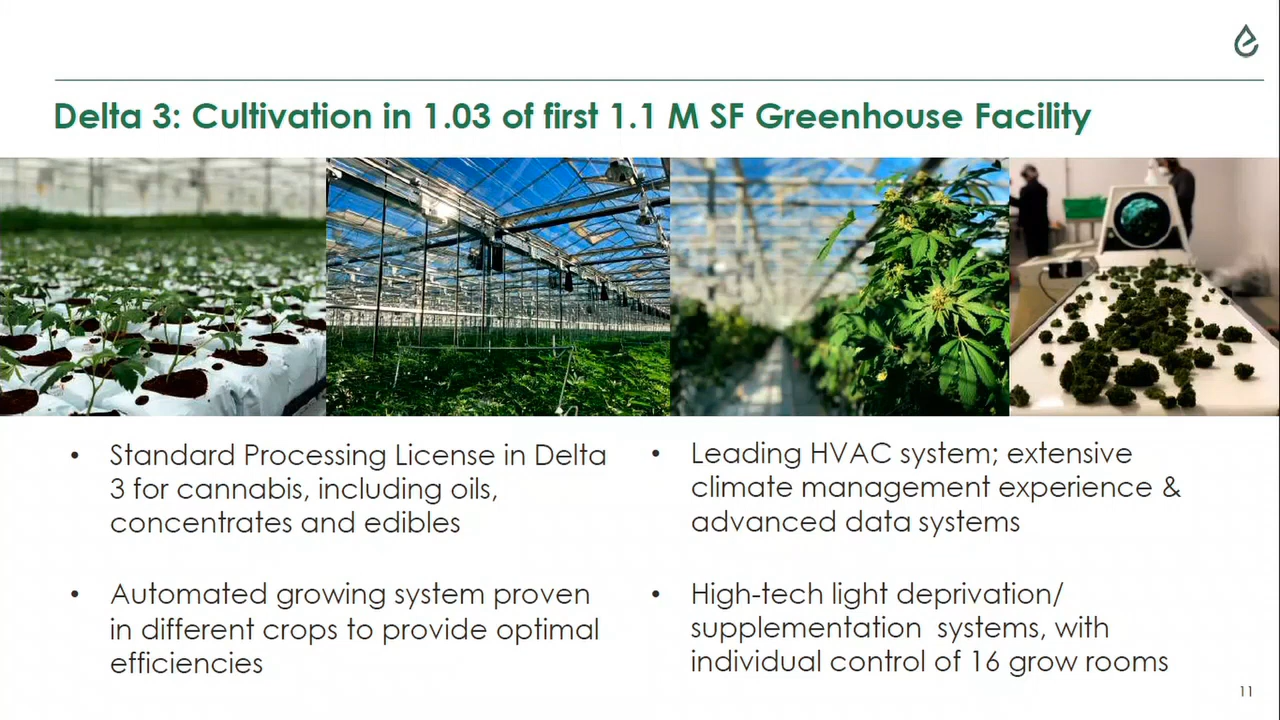 Delta 3: Cultivation in 1.03 of first 1.1 M SF Greenhouse Facility
• Standard Processing License in Delta
3 for cannabis, including oils,
concentrates and edibles
• Automated growing system proven
in different crops to provide optimal
efficiencies
• Leading HVAC system; extensive
climate management experience &
advanced data systems
• High-tech light deprivation/
supplementation systems, with
individual control of 16 grow rooms
11